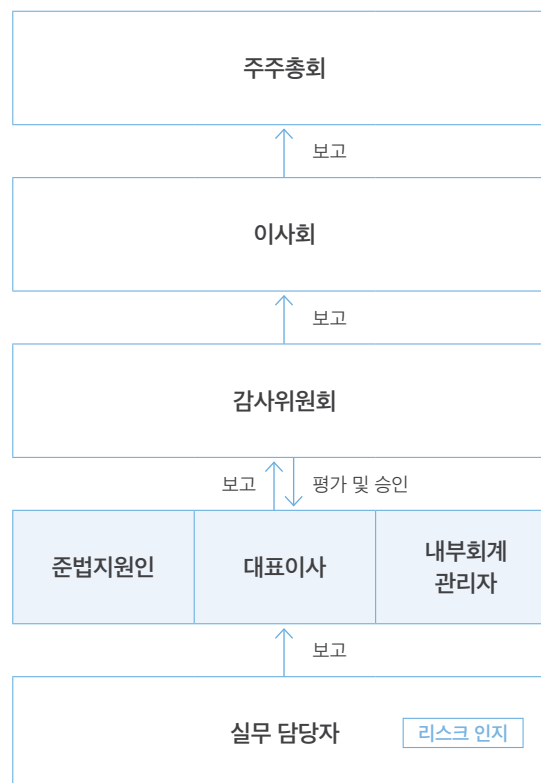 주주총회
보고
이사회
보고
감사위원회
보고
평가 및 승인
준법지원인
대표이사
내부회계
관리자
보고
실무 담당자
리스크 인지